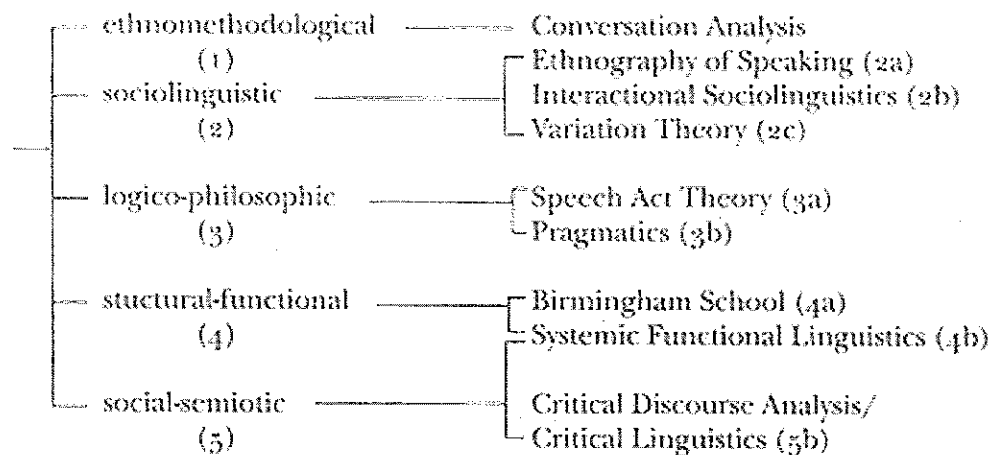 ethnomethodological Conversation Analysis
(1) Ethnography of Speaking (2a)
sociolinguistic Interactional Sociolinguistics (2b)
(2) Variation Theory (2c)
logico-philosophic Speech Act Theory (3a)
(3) Pragmatics (3b)
stuctural-functional Birmingham School (4a)
(4) Systemic Functional Linguistics (4b)
social-semiotic Critical Discourse Analysis/
(5) Critical Linguistics (5b)